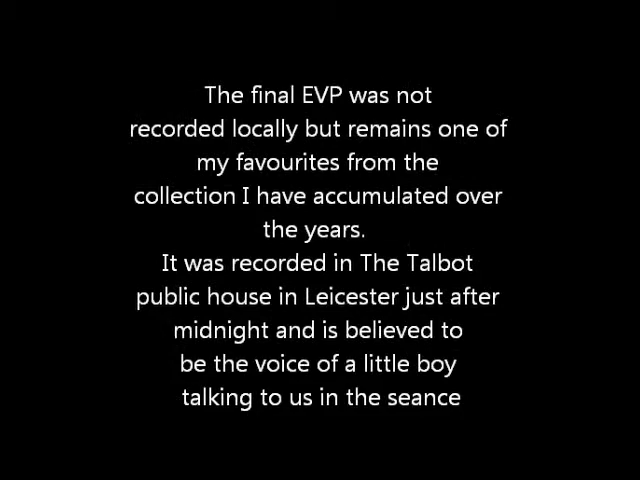 The final EVP was not
recorded locally but remains one of
my favourites from the
collection I have accumulated over
the years.
It was recorded in The Talbot
public house in Leicester just after
midnight and is believed to
be the voice of a little boy
talking to us in the seance